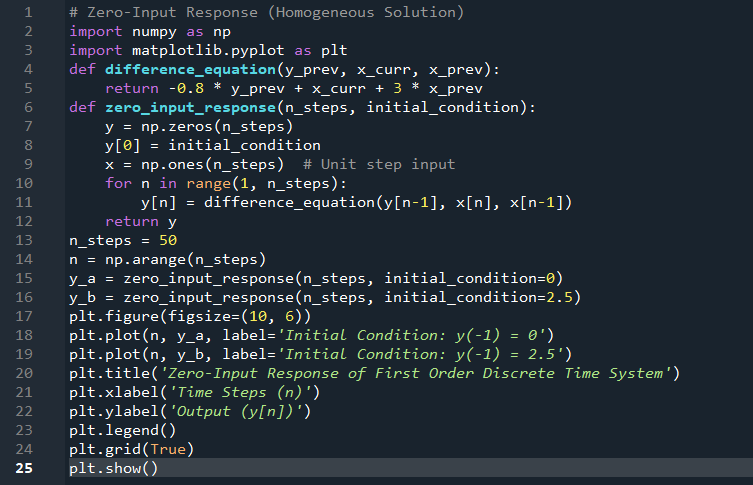 1 # Zero-Input Response (Homogeneous Solution)
2 import numpy as np
3 import matplotlib.pyplot as plt
4 def difference_equation(y_prev, x_curr, x_prev):
5     return -0.8 * y_prev + x_curr + 3 * x_prev
6 def zero_input_response(n_steps, initial_condition):
7     y = np.zeros(n_steps)
8     y[0] = initial_condition
9     x = np.ones(n_steps)  # Unit step input
10     for n in range(1, n_steps):
11         y[n] = difference_equation(y[n-1], x[n], x[n-1])
12     return y
13 n_steps = 50
14 n = np.arange(n_steps)
15 y_a = zero_input_response(n_steps, initial_condition=0)
16 y_b = zero_input_response(n_steps, initial_condition=2.5)
17 plt.figure(figsize=(10, 6))
18 plt.plot(n, y_a, label='Initial Condition: y(-1) = 0')
19 plt.plot(n, y_b, label='Initial Condition: y(-1) = 2.5')
20 plt.title('Zero-Input Response of First Order Discrete Time System')
21 plt.xlabel('Time Steps (n)')
22 plt.ylabel('Output (y[n])')
23 plt.legend()
24 plt.grid(True)
25 plt.show()